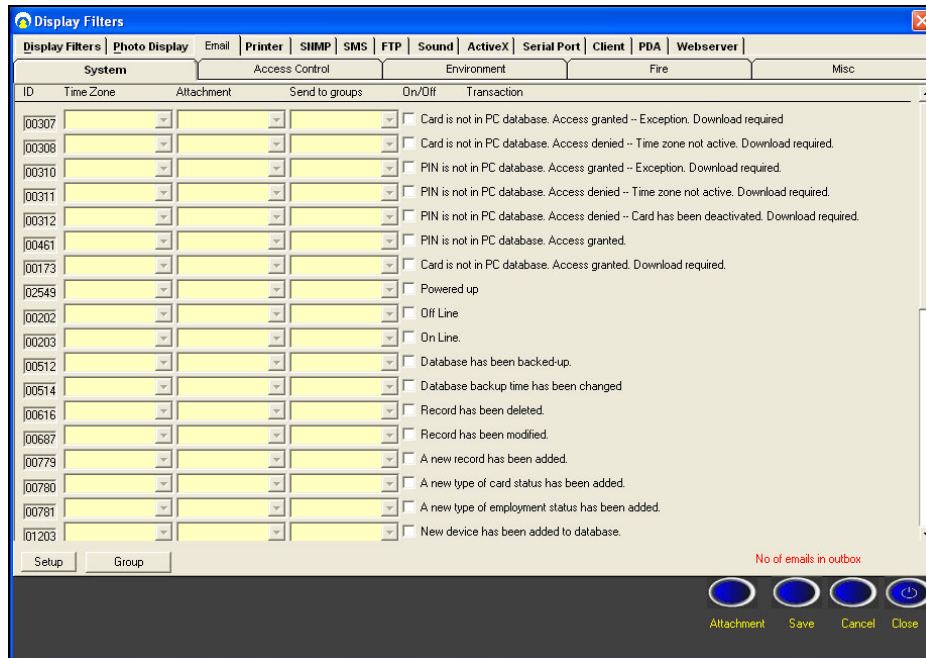 Display Filters
Display Filters Photo Display Email Printer SNMP SMS FTP Sound ActiveX Serial Port Client PDA Webserver
System Access Control Environment Fire Misc
ID Time Zone Attachment Send to groups On/Off Transaction
00307 Card is not in PC database. Access granted -- Exception. Download required
00308 Card is not in PC database. Access denied -- Time zone not active. Download required.
00310 PIN is not in PC database. Access granted -- Exception. Download required.
00311 PIN is not in PC database. Access denied -- Time zone not active. Download required.
00312 PIN is not in PC database. Access denied -- Card has been deactivated. Download required.
00461 PIN is not in PC database. Access granted.
00173 Card is not in PC database. Access granted. Download required.
02549 Powered up
00202 Off Line
00203 On Line.
00512 Database has been backed-up.
00514 Database backup time has been changed
00616 Record has been deleted.
00687 Record has been modified.
00779 A new record has been added.
00780 A new type of card status has been added.
00781 A new type of employment status has been added.
01203 New device has been added to database.
Setup Group No of emails in outbox
Attachment Save Cancel Close